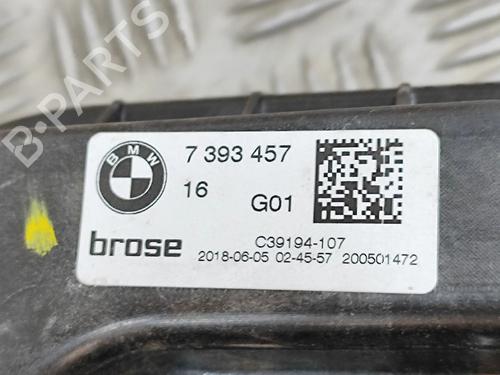 B-PARTS
BMW
7 393 457
16
G01
brose
C39194-107
2018-06-05 02-45-57 200501472